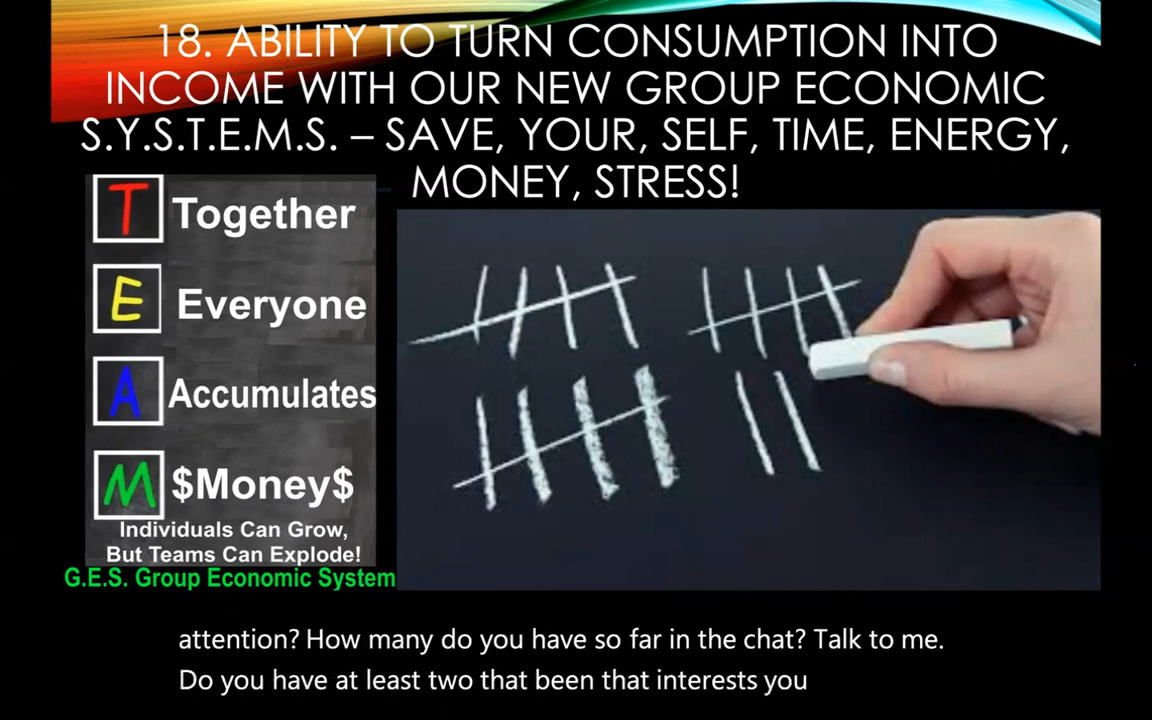 18. ABILITY TO TURN CONSUMPTION INTO
INCOME WITH OUR NEW GROUP ECONOMIC
S.Y.S.T.E.M.S. – SAVE, YOUR, SELF, TIME, ENERGY,
MONEY, STRESS!
T Together
E Everyone
A Accumulates
M $Money$
Individuals Can Grow,
But Teams Can Explode!
G.E.S. Group Economic System
attention? How many do you have so far in the chat? Talk to me.
Do you have at least two that been that interests you